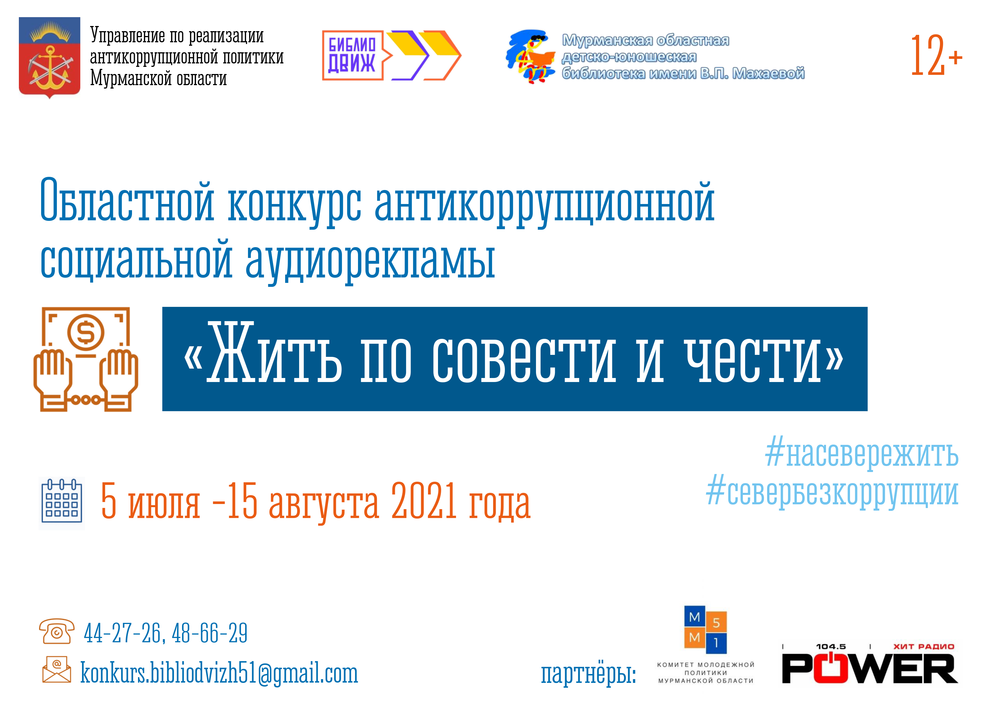 Управление по реализации
антикоррупционной политики
Мурманской области
БИБЛИО
ДВИЖ
Мурманская областная
детско-юношеская
библиотека имени В.П. Махаевой
12+
Областной конкурс антикоррупционной
социальной аудиорекламы
$
«Жить по совести и чести»
#насевережить
#севербезкоррупции
5 июля -15 августа 2021 года
44-27-26, 48-66-29
@
konkurs.bibliodvizh51@gmail.com
партнёры:
М 5
М 1
КОМИТЕТ МОЛОДЕЖНОЙ
ПОЛИТИКИ
МУРМАНСКОЙ ОБЛАСТИ
104.5 ХИТ РАДИО
POWER